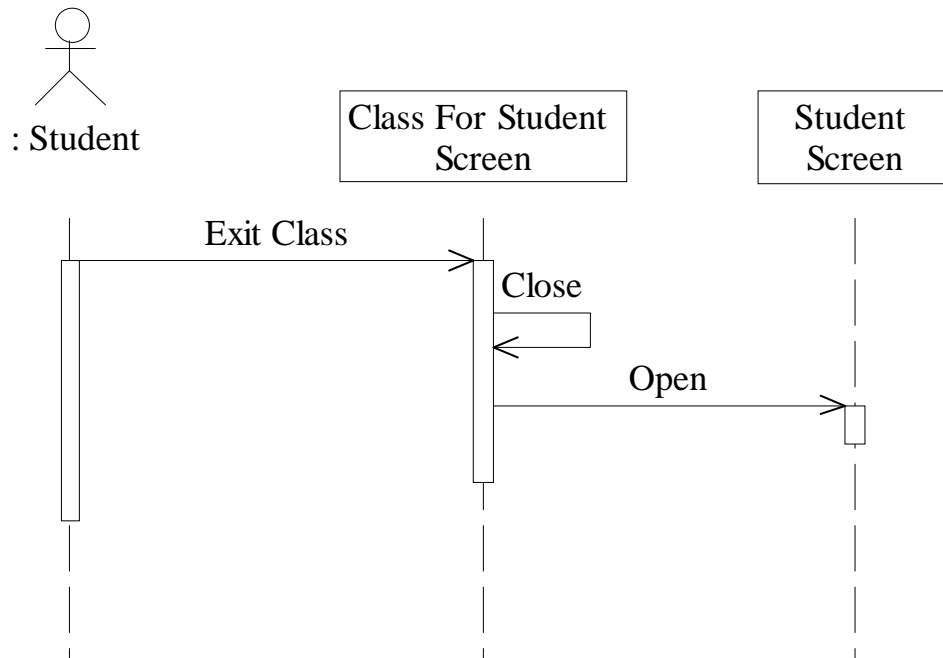 : Student
Class For Student
Screen
Student
Screen
Exit Class
Close
Open